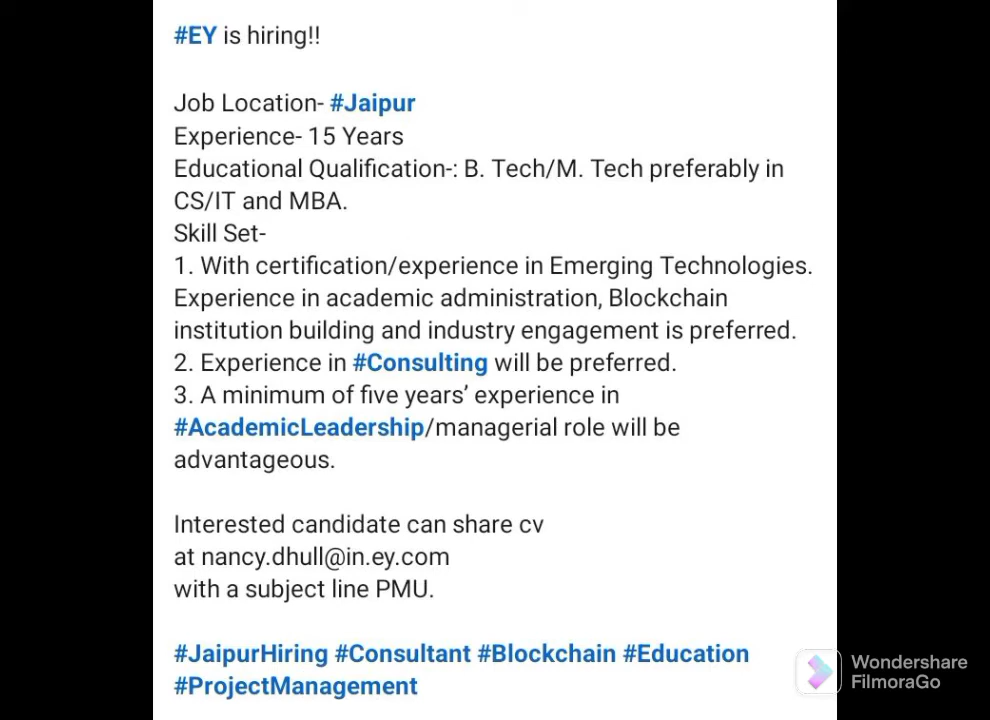 #EY is hiring!!
Job Location- #Jaipur
Experience- 15 Years
Educational Qualification-: B. Tech/M. Tech preferably in
CS/IT and MBA.
Skill Set-
1. With certification/experience in Emerging Technologies.
Experience in academic administration, Blockchain
institution building and industry engagement is preferred.
2. Experience in #Consulting will be preferred.
3. A minimum of five years’ experience in
#AcademicLeadership/managerial role will be
advantageous.
Interested candidate can share cv
at nancy.dhull@in.ey.com
with a subject line PMU.
#JaipurHiring #Consultant #Blockchain #Education
#ProjectManagement
Wondershare
FilmoraGo